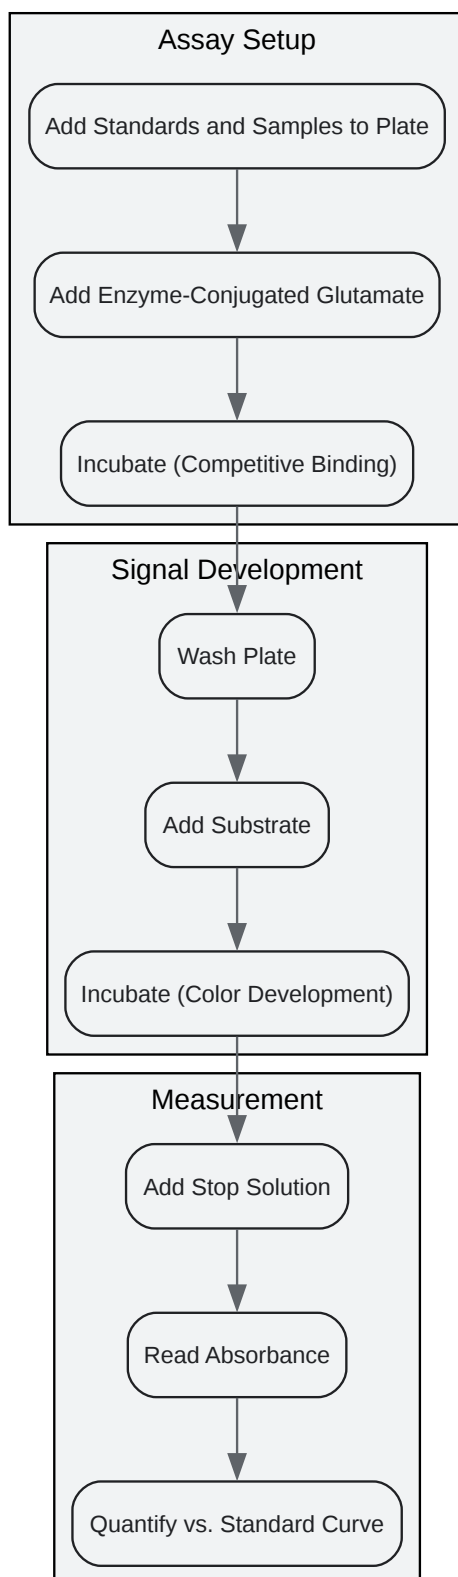 Assay Setup
Add Standards and Samples to Plate
Add Enzyme-Conjugated Glutamate
Incubate (Competitive Binding)
Signal Development
Wash Plate
Add Substrate
Incubate (Color Development)
Measurement
Add Stop Solution
Read Absorbance
Quantify vs. Standard Curve